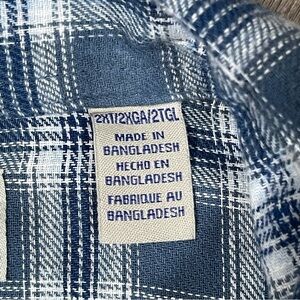 2XT/2XGA/2TGL
MADE IN
BANGLADESH
HECHO EN
BANGLADESH
FABRIQUE AU
BANGLADESH